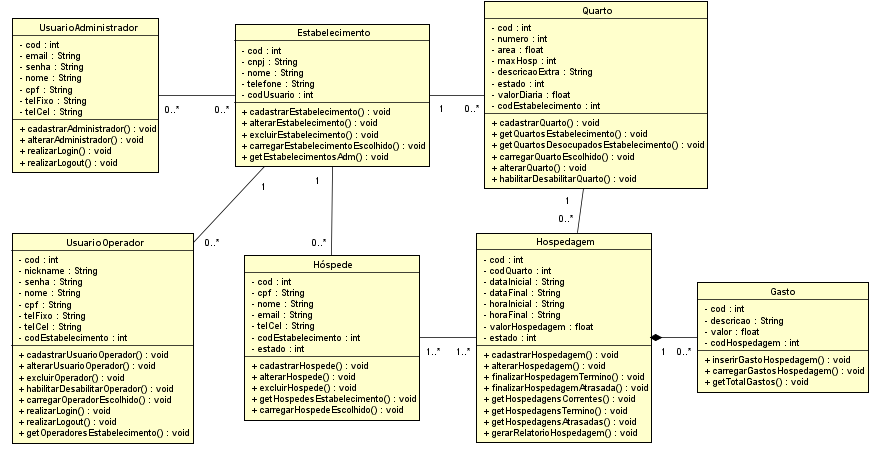 UsuarioAdministrador
- cod : int
- email : String
- senha : String
- nome : String
- cpf : String
- telFixo : String
- telCel : String
+ cadastrarAdministrador() : void
+ alterarAdministrador() : void
+ realizarLogin() : void
+ realizarLogout() : void
0..*
0..*
Estabelecimento
- cod : int
- cnpj : String
- nome : String
- telefone : String
- codUsuario : int
+ cadastrarEstabelecimento() : void
+ alterarEstabelecimento() : void
+ excluirEstabelecimento() : void
+ carregarEstabelecimentoEscolhido() : void
+ getEstabelecimentosAdm() : void
1
0..*
Quarto
- cod : int
- numero : int
- area : float
- maxHosp : int
- descricaoExtra : String
- estado : int
- valorDiaria : float
- codEstabelecimento : int
+ cadastrarQuarto() : void
+ getQuartosEstabelecimento() : void
+ getQuartosDesocupadosEstabelecimento() : void
+ carregarQuartoEscolhido() : void
+ alterarQuarto() : void
+ habilitarDesabilitarQuarto() : void
1
1
1
0..*
0..*
0..*
UsuarioOperador
- cod : int
- nickname : String
- senha : String
- nome : String
- cpf : String
- telFixo : String
- telCel : String
- codEstabelecimento : int
+ cadastrarUsuarioOperador() : void
+ alterarUsuarioOperador() : void
+ excluirOperador() : void
+ habilitarDesabilitarOperador() : void
+ carregarOperadorEscolhido() : void
+ realizarLogin() : void
+ realizarLogout() : void
+ getOperadoresEstabelecimento() : void
Hóspede
- cod : int
- cpf : String
- nome : String
- email : String
- telCel : String
- codEstabelecimento : int
- estado : int
+ cadastrarHospede() : void
+ alterarHospede() : void
+ excluirHospede() : void
+ getHospedesEstabelecimento() : void
+ carregarHospedeEscolhido() : void
1..*
1..*
Hospedagem
- cod : int
- codQuarto : int
- dataInicial : String
- dataFinal : String
- horaInicial : String
- horaFinal : String
- valorHospedagem : float
- estado : int
+ cadastrarHospedagem() : void
+ alterarHospedagem() : void
+ finalizarHospedagemTermino() : void
+ finalizarHospedagemAtrasada() : void
+ getHospedagensCorrentes() : void
+ getHospedagensTermino() : void
+ getHospedagensAtrasadas() : void
+ gerarRelatorioHospedagem() : void
1
0..*
Gasto
- cod : int
- descricao : String
- valor : float
- codHospedagem : int
+ inserirGastoHospedagem() : void
+ carregarGastosHospedagem() : void
+ getTotalGastos() : void